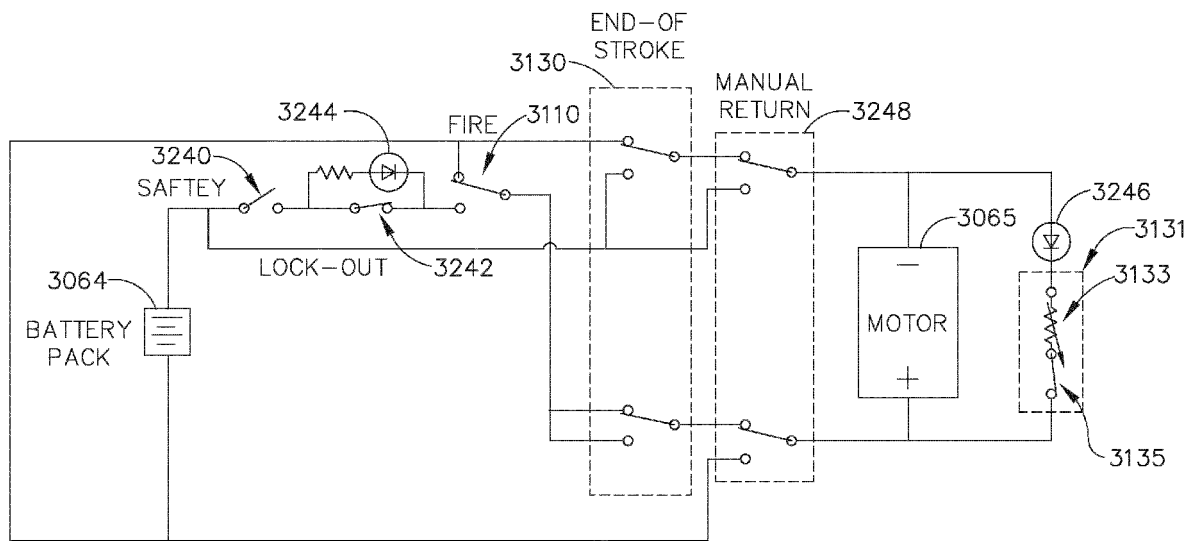 END-OF
STROKE
3130
MANUAL
RETURN
3244
FIRE
3110
3248
3240
SAFTEY
3246
3065
3131
LOCK-OUT
3242
3133
3064
BATTERY
PACK
−
MOTOR
+
3135